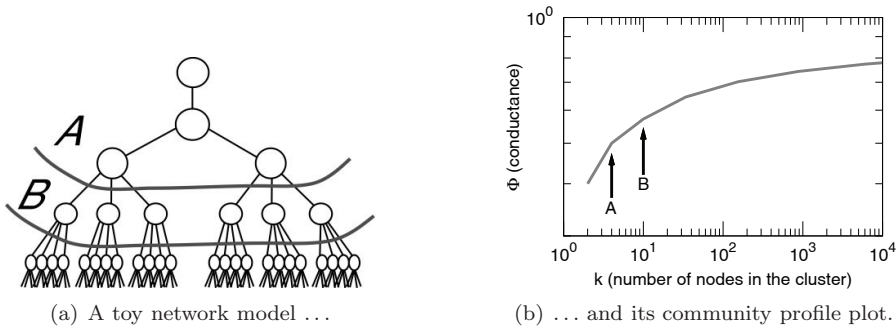 A
B
(a) A toy network model ...
10^0
Φ (conductance)
A
B
10^0 10^1 10^2 10^3 10^4
k (number of nodes in the cluster)
(b) ... and its community profile plot.